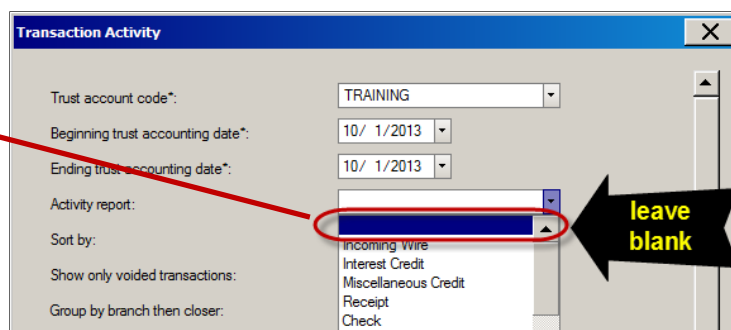 Transaction Activity
Trust account code*: TRAINING
Beginning trust accounting date*: 10/ 1/2013
Ending trust accounting date*: 10/ 1/2013
Activity report:
leave
blank
Sort by:
Incoming Wire
Interest Credit
Show only voided transactions:
Miscellaneous Credit
Receipt
Group by branch then closer:
Check